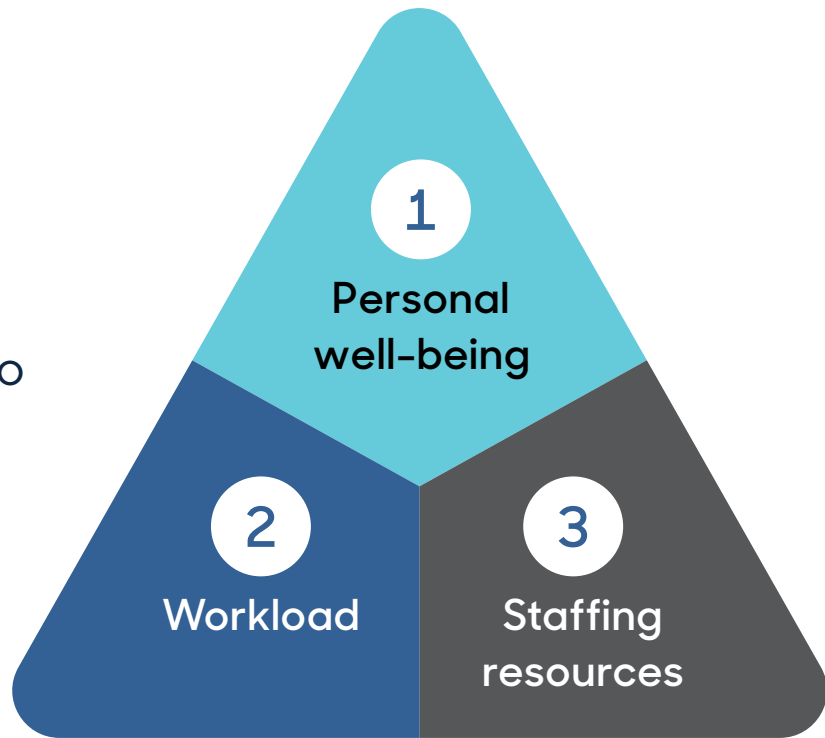 1
Personal
well-being
o
2
Workload
3
Staffing
resources